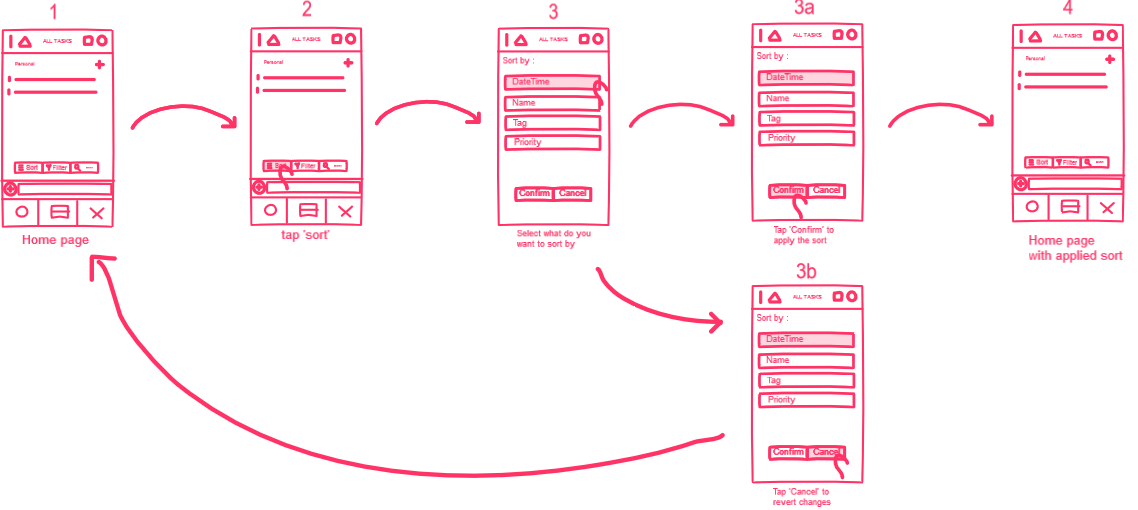 1
ALL TASKS
Personal
Sort
Filter
Home page
2
ALL TASKS
Personal
Sort
Filter
tap 'sort'
3
ALL TASKS
Sort by :
DateTime
Name
Tag
Priority
Confirm
Cancel
Select what do you
want to sort by
3a
ALL TASKS
Sort by :
DateTime
Name
Tag
Priority
Confirm
Cancel
Tap 'Confirm' to
apply the sort
4
ALL TASKS
Personal
Sort
Filter
Home page
with applied sort
3b
ALL TASKS
Sort by :
DateTime
Name
Tag
Priority
Confirm
Cancel
Tap 'Cancel' to
revert changes